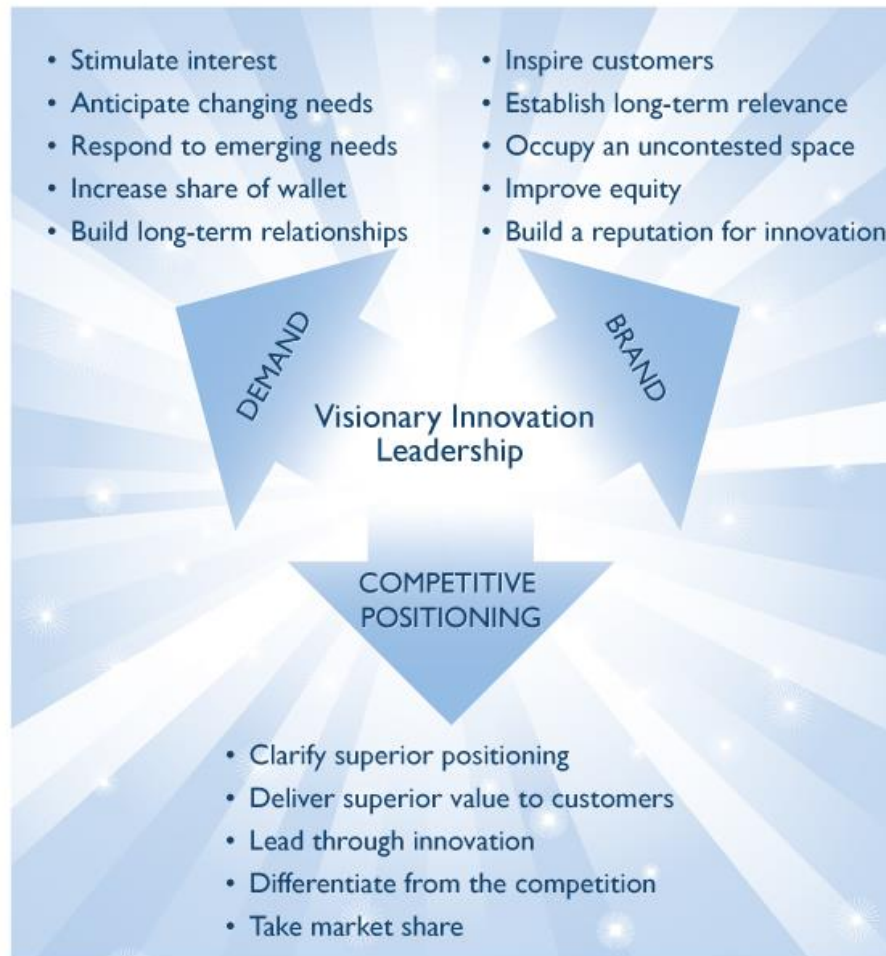 • Stimulate interest
• Anticipate changing needs
• Respond to emerging needs
• Increase share of wallet
• Build long-term relationships
• Inspire customers
• Establish long-term relevance
• Occupy an uncontested space
• Improve equity
• Build a reputation for innovation
DEMAND
BRAND
Visionary Innovation
Leadership
COMPETITIVE
POSITIONING
• Clarify superior positioning
• Deliver superior value to customers
• Lead through innovation
• Differentiate from the competition
• Take market share